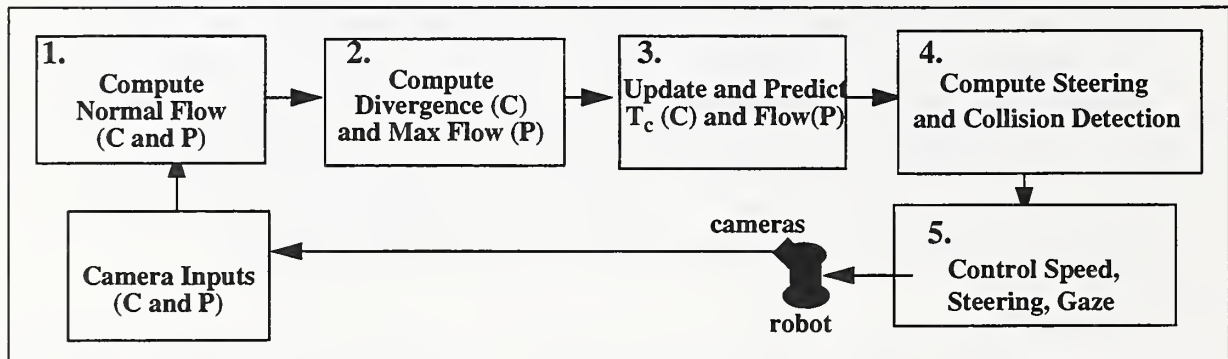 1.
Compute
Normal Flow
(C and P)
2.
Compute
Divergence (C)
and Max Flow (P)
3.
Update and Predict
Tc (C) and Flow(P)
4.
Compute Steering
and Collision Detection
5.
Control Speed,
Steering, Gaze
cameras
robot
Camera Inputs
(C and P)